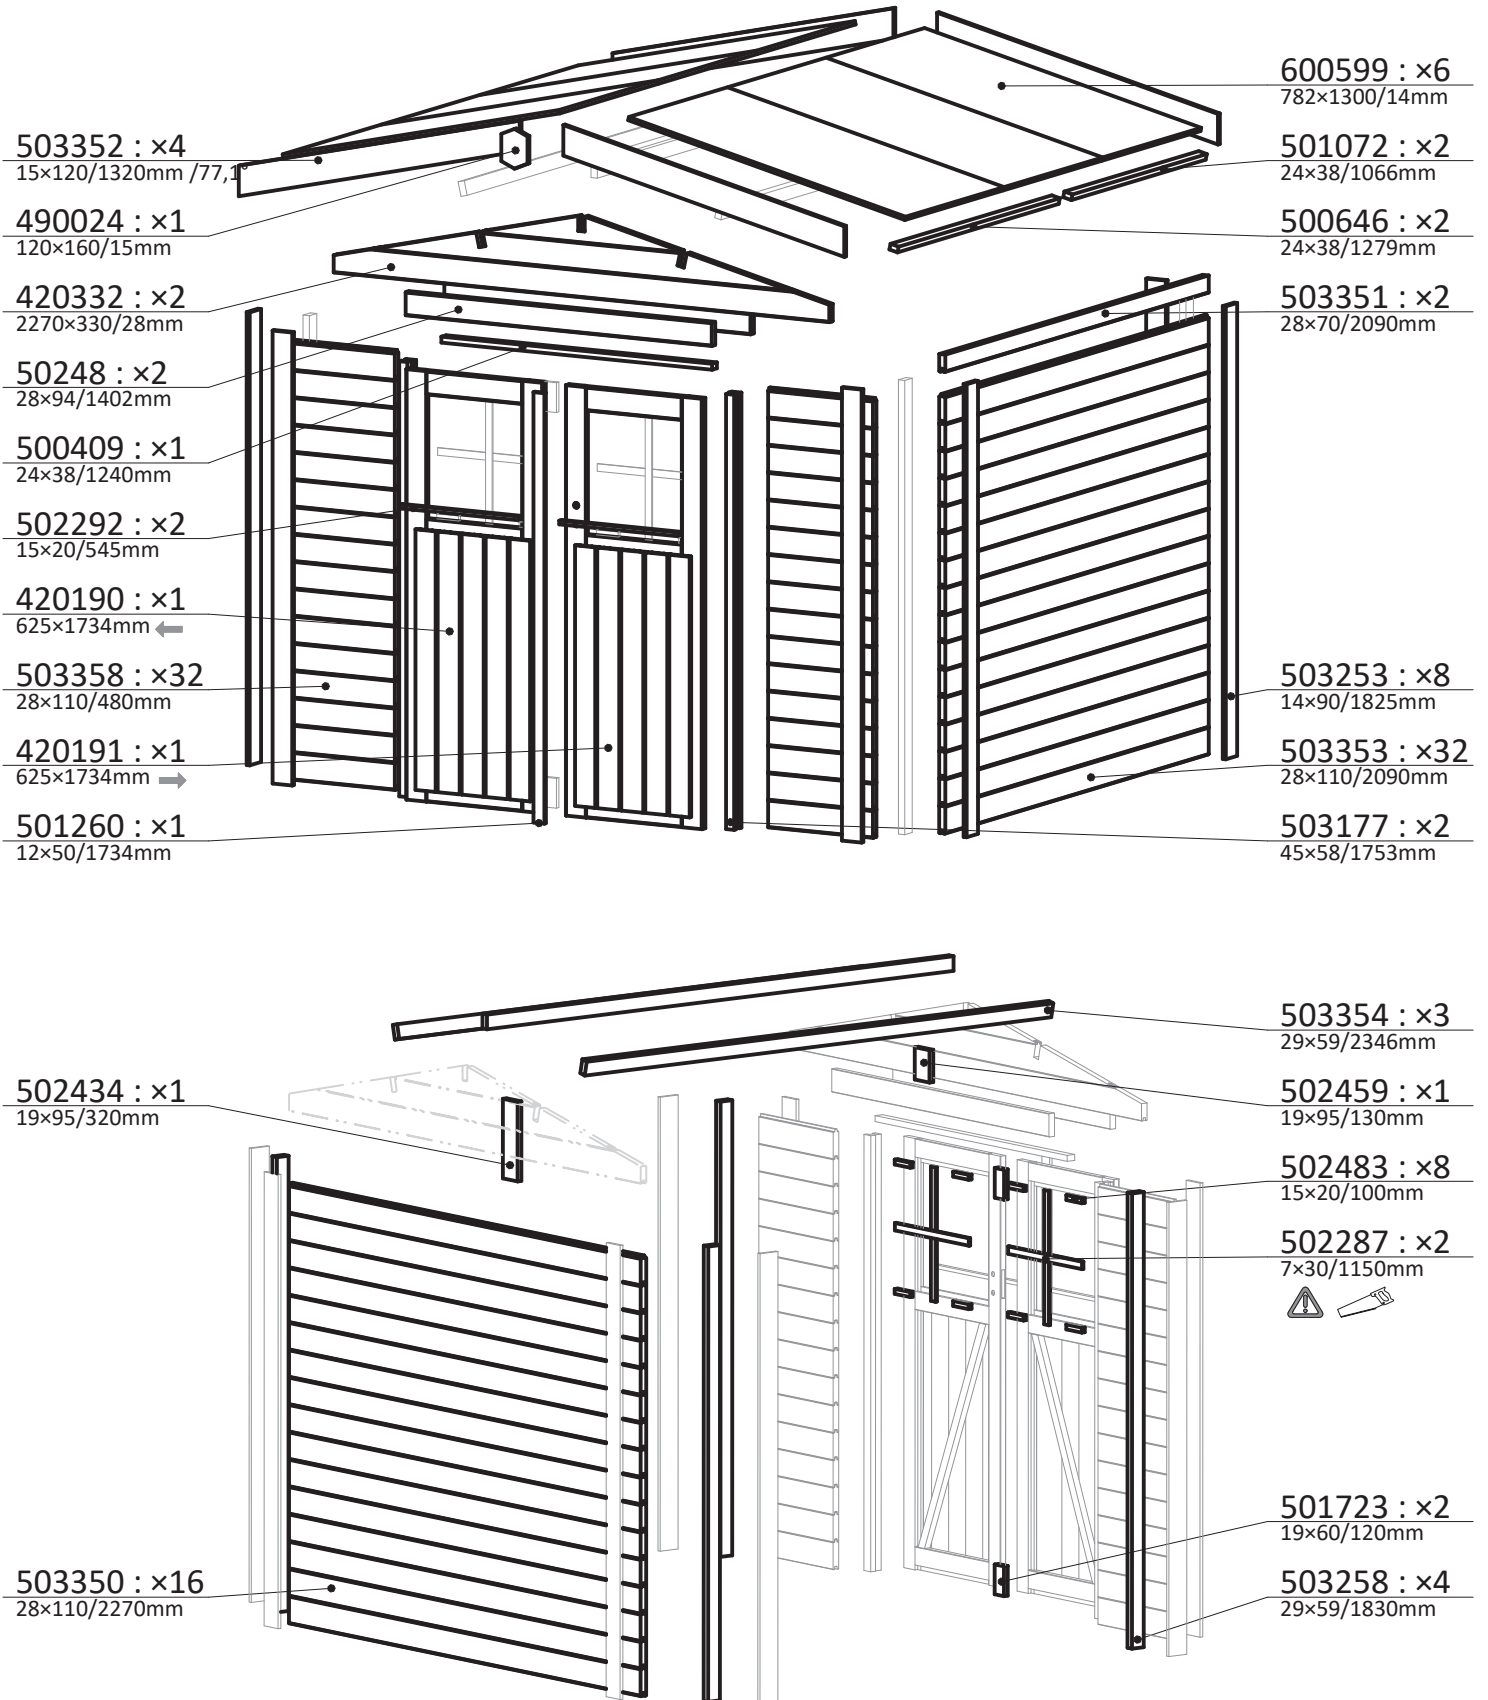 503352 : ×4
15×120/1320mm /77,1°
490024 : ×1
120×160/15mm
420332 : ×2
2270×330/28mm
50248 : ×2
28×94/1402mm
500409 : ×1
24×38/1240mm
502292 : ×2
15×20/545mm
420190 : ×1
625×1734mm
503358 : ×32
28×110/480mm
420191 : ×1
625×1734mm
501260 : ×1
12×50/1734mm
600599 : ×6
782×1300/14mm
501072 : ×2
24×38/1066mm
500646 : ×2
24×38/1279mm
503351 : ×2
28×70/2090mm
503253 : ×8
14×90/1825mm
503353 : ×32
28×110/2090mm
503177 : ×2
45×58/1753mm
502434 : ×1
19×95/320mm
503350 : ×16
28×110/2270mm
503354 : ×3
29×59/2346mm
502459 : ×1
19×95/130mm
502483 : ×8
15×20/100mm
502287 : ×2
7×30/1150mm
501723 : ×2
19×60/120mm
503258 : ×4
29×59/1830mm